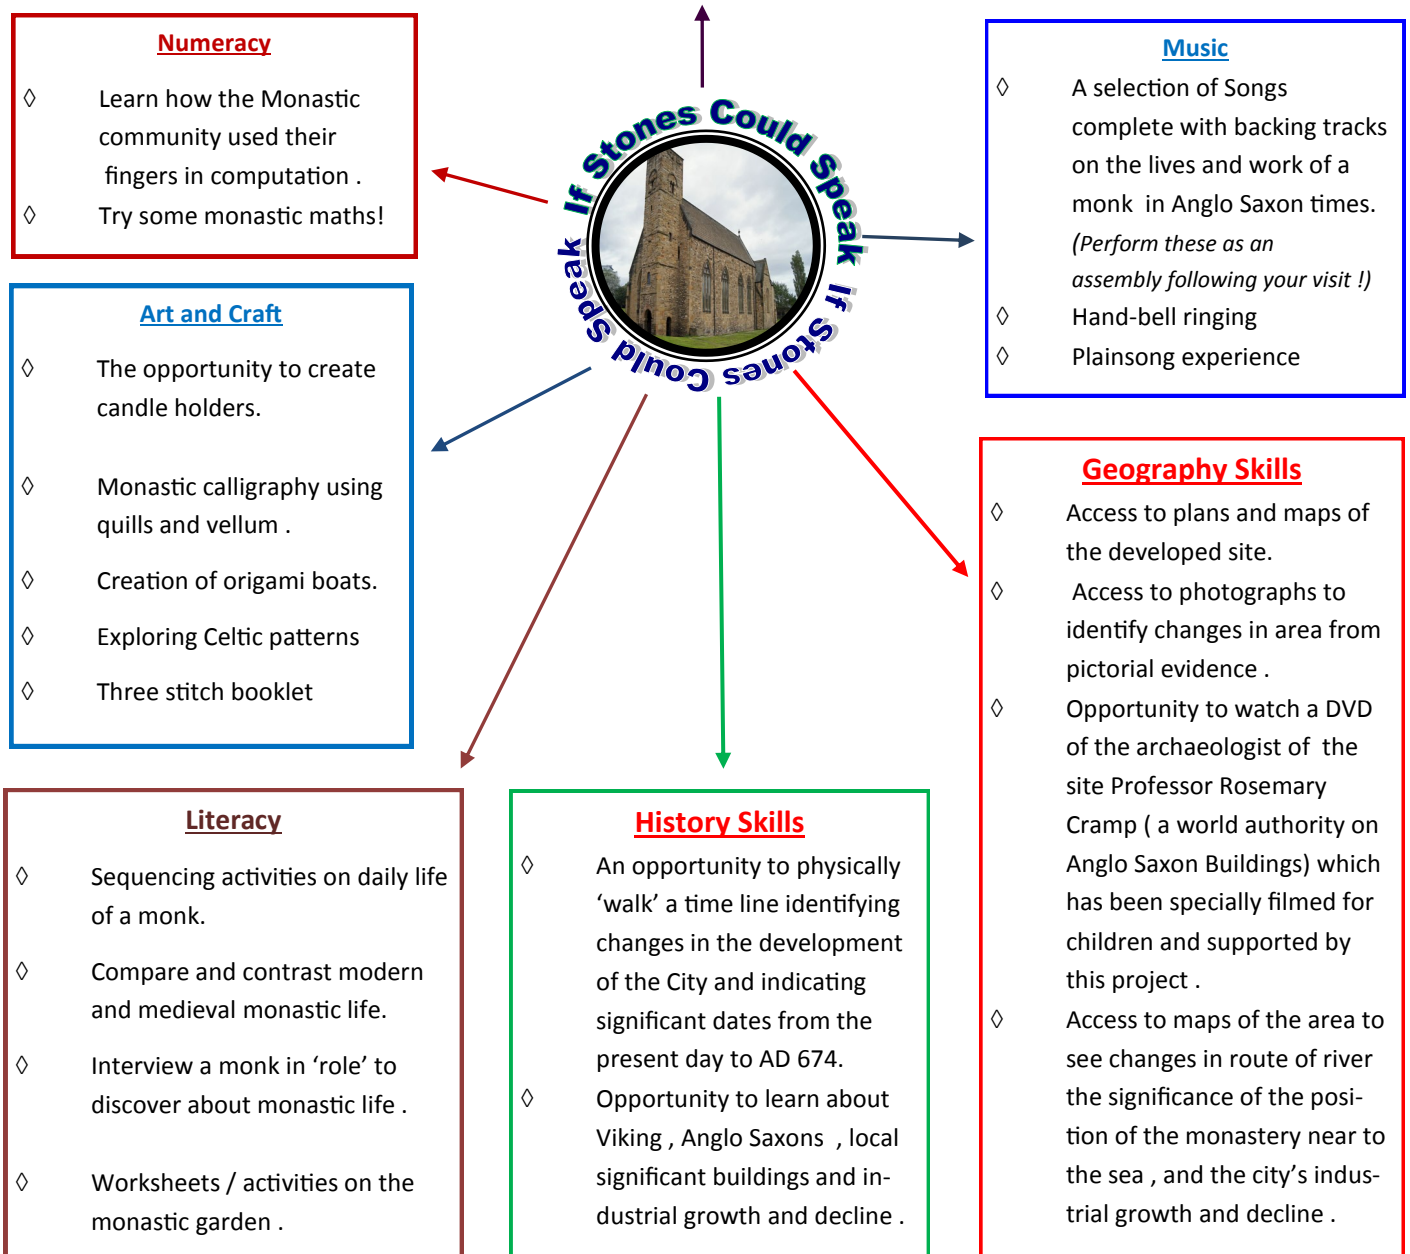 Numeracy
◊ Learn how the Monastic
community used their
fingers in computation .
◊ Try some monastic maths!
If Stones Could Speak If Stones Could Speak
Music
◊ A selection of Songs
complete with backing tracks
on the lives and work of a
monk in Anglo Saxon times.
(Perform these as an
assembly following your visit !)
◊ Hand-bell ringing
◊ Plainsong experience
Art and Craft
◊ The opportunity to create
candle holders.
◊ Monastic calligraphy using
quills and vellum .
◊ Creation of origami boats.
◊ Exploring Celtic patterns
◊ Three stitch booklet
Geography Skills
◊ Access to plans and maps of
the developed site.
◊ Access to photographs to
identify changes in area from
pictorial evidence .
◊ Opportunity to watch a DVD
of the archaeologist of the
site Professor Rosemary
Cramp ( a world authority on
Anglo Saxon Buildings) which
has been specially filmed for
children and supported by
this project .
◊ Access to maps of the area to
see changes in route of river
the significance of the posi-
tion of the monastery near to
the sea , and the city’s indus-
trial growth and decline .
Literacy
◊ Sequencing activities on daily life
of a monk.
◊ Compare and contrast modern
and medieval monastic life.
◊ Interview a monk in ‘role’ to
discover about monastic life .
◊ Worksheets / activities on the
monastic garden .
History Skills
◊ An opportunity to physically
‘walk’ a time line identifying
changes in the development
of the City and indicating
significant dates from the
present day to AD 674.
◊ Opportunity to learn about
Viking , Anglo Saxons , local
significant buildings and in-
dustrial growth and decline .